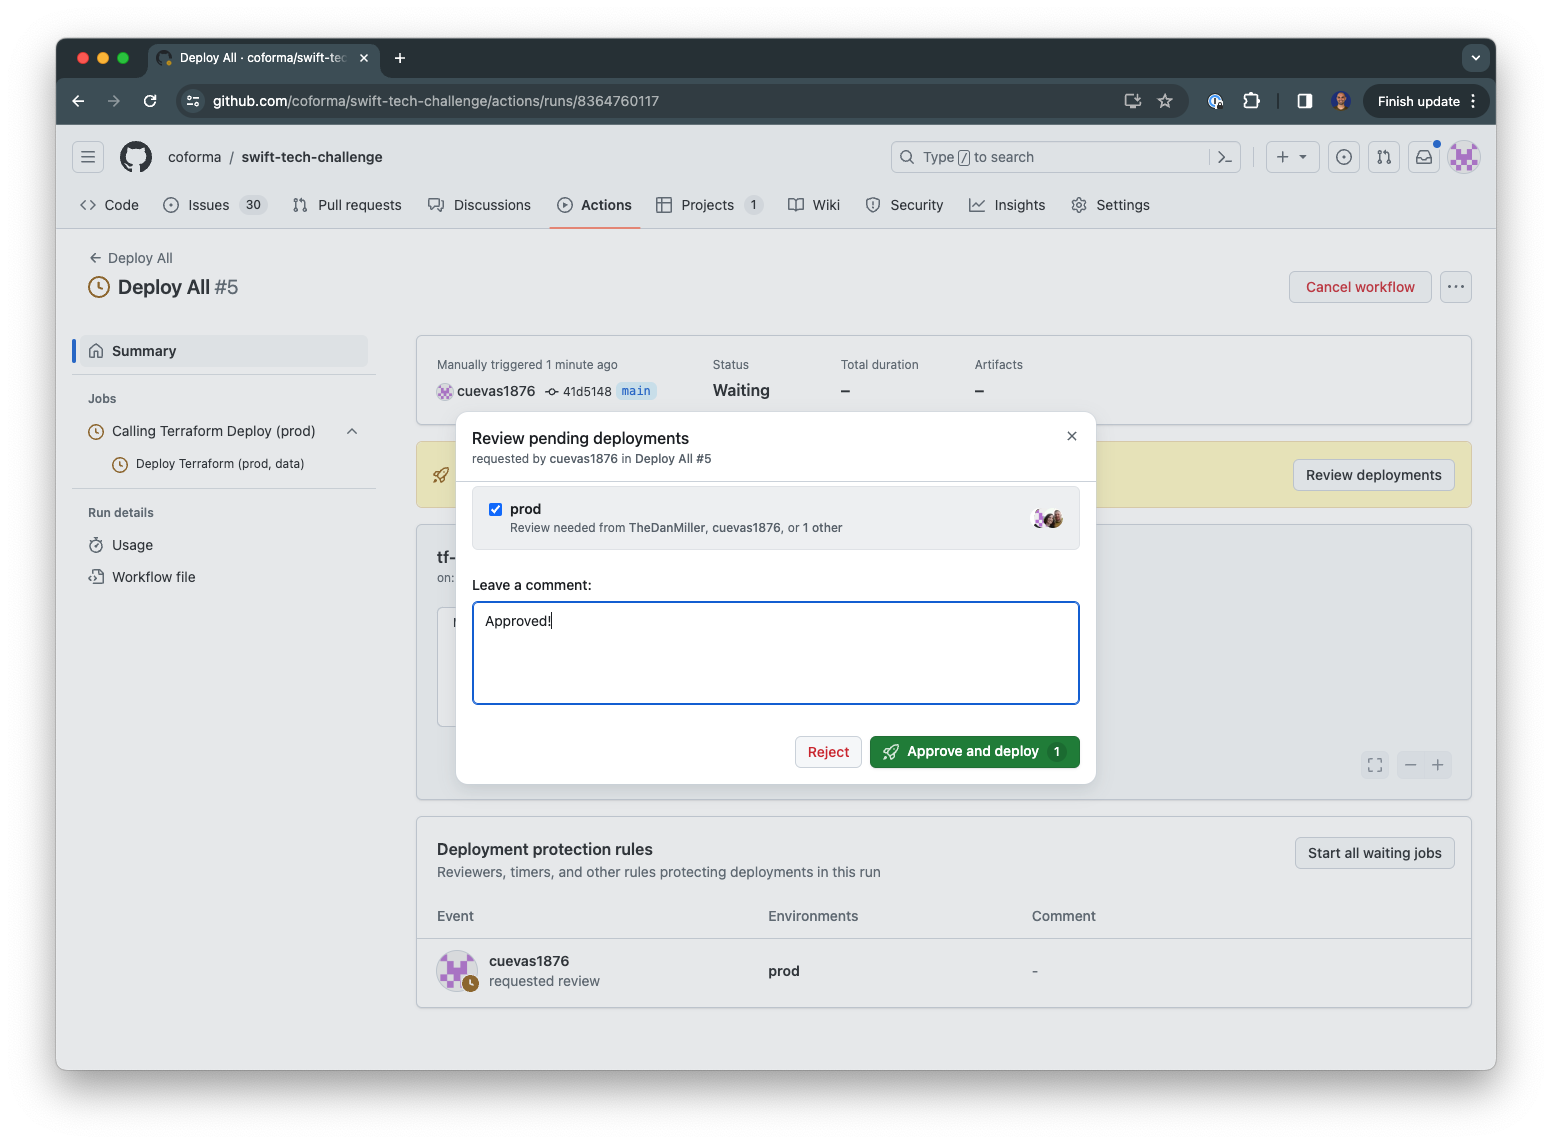 Deploy All · coforma/swift-tec
github.com/coforma/swift-tech-challenge/actions/runs/8364760117
Finish update
coforma / swift-tech-challenge
Type / to search
Code
Issues 30
Pull requests
Discussions
Actions
Projects 1
Wiki
Security
Insights
Settings
Deploy All
Deploy All #5
Cancel workflow
Summary
Jobs
Calling Terraform Deploy (prod)
Deploy Terraform (prod, data)
Run details
Usage
Workflow file
Manually triggered 1 minute ago
cuevas1876 41d5148 main
Status
Waiting
Total duration
–
Artifacts
–
Review deployments
tf-
on:
Review pending deployments
requested by cuevas1876 in Deploy All #5
prod
Review needed from TheDanMiller, cuevas1876, or 1 other
Leave a comment:
Approved!
Reject
Approve and deploy 1
Deployment protection rules
Reviewers, timers, and other rules protecting deployments in this run
Start all waiting jobs
Event Environments Comment
cuevas1876
requested review
prod
-